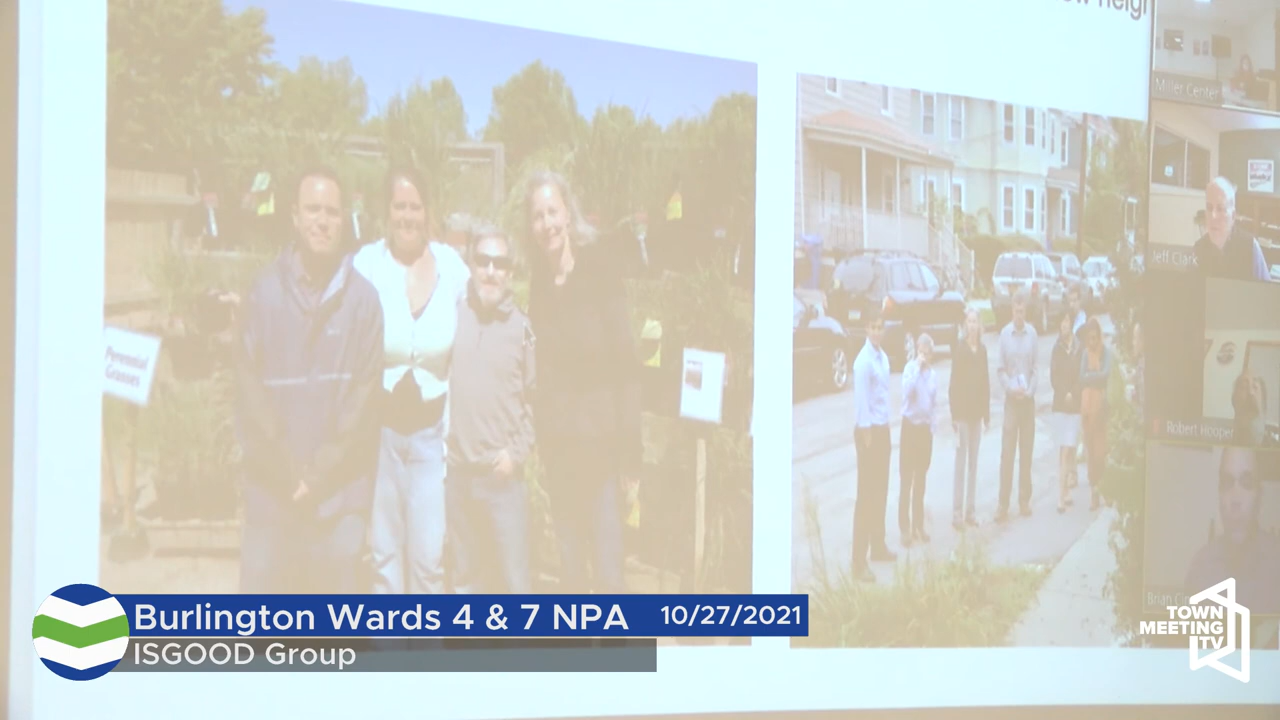 Miller Center
Jeff Clark
Perennial
Grasses
Robert Hooper
Brian
Burlington Wards 4 & 7 NPA 10/27/2021
ISGOOD Group
TOWN
MEETING
TV